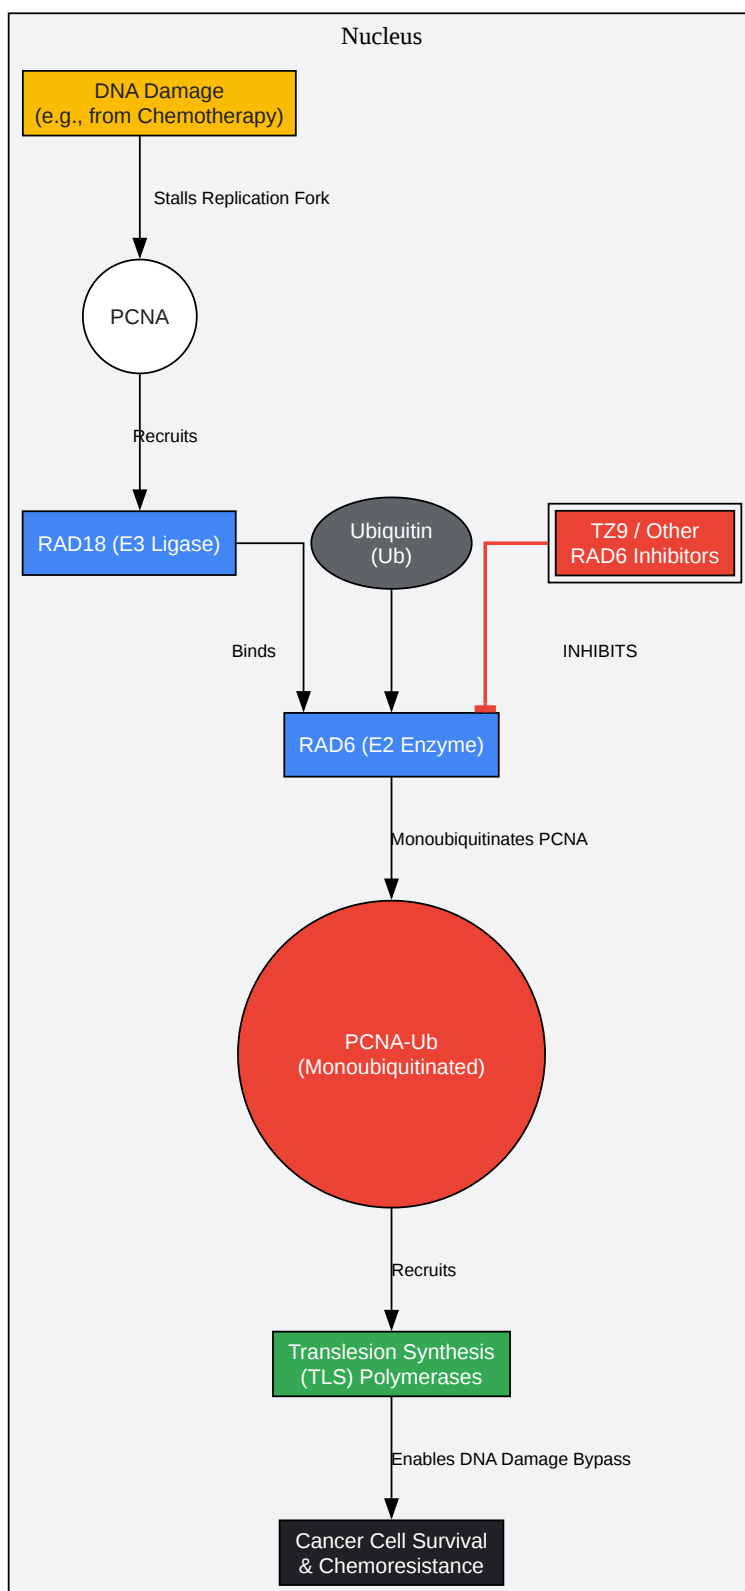 Nucleus
DNA Damage
(e.g., from Chemotherapy)
Stalls Replication Fork
PCNA
Recruits
RAD18 (E3 Ligase)
Ubiquitin
(Ub)
TZ9 / Other
RAD6 Inhibitors
Binds
INHIBITS
RAD6 (E2 Enzyme)
Monoubiquitinates PCNA
PCNA-Ub
(Monoubiquitinated)
Recruits
Translesion Synthesis
(TLS) Polymerases
Enables DNA Damage Bypass
Cancer Cell Survival
& Chemoresistance